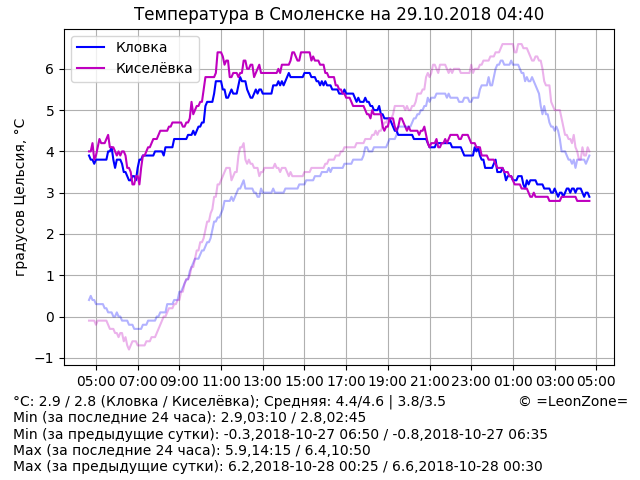 Температура в Смоленске на 29.10.2018 04:40
Кловка
Киселёвка
градусов Цельсия, °C
6
5
4
3
2
1
0
−1
05:00 07:00 09:00 11:00 13:00 15:00 17:00 19:00 21:00 23:00 01:00 03:00 05:00
°C: 2.9 / 2.8 (Кловка / Киселёвка); Средняя: 4.4/4.6 | 3.8/3.5 © =LeonZone=
Min (за последние 24 часа): 2.9,03:10 / 2.8,02:45
Min (за предыдущие сутки): -0.3,2018-10-27 06:50 / -0.8,2018-10-27 06:35
Max (за последние 24 часа): 5.9,14:15 / 6.4,10:50
Max (за предыдущие сутки): 6.2,2018-10-28 00:25 / 6.6,2018-10-28 00:30